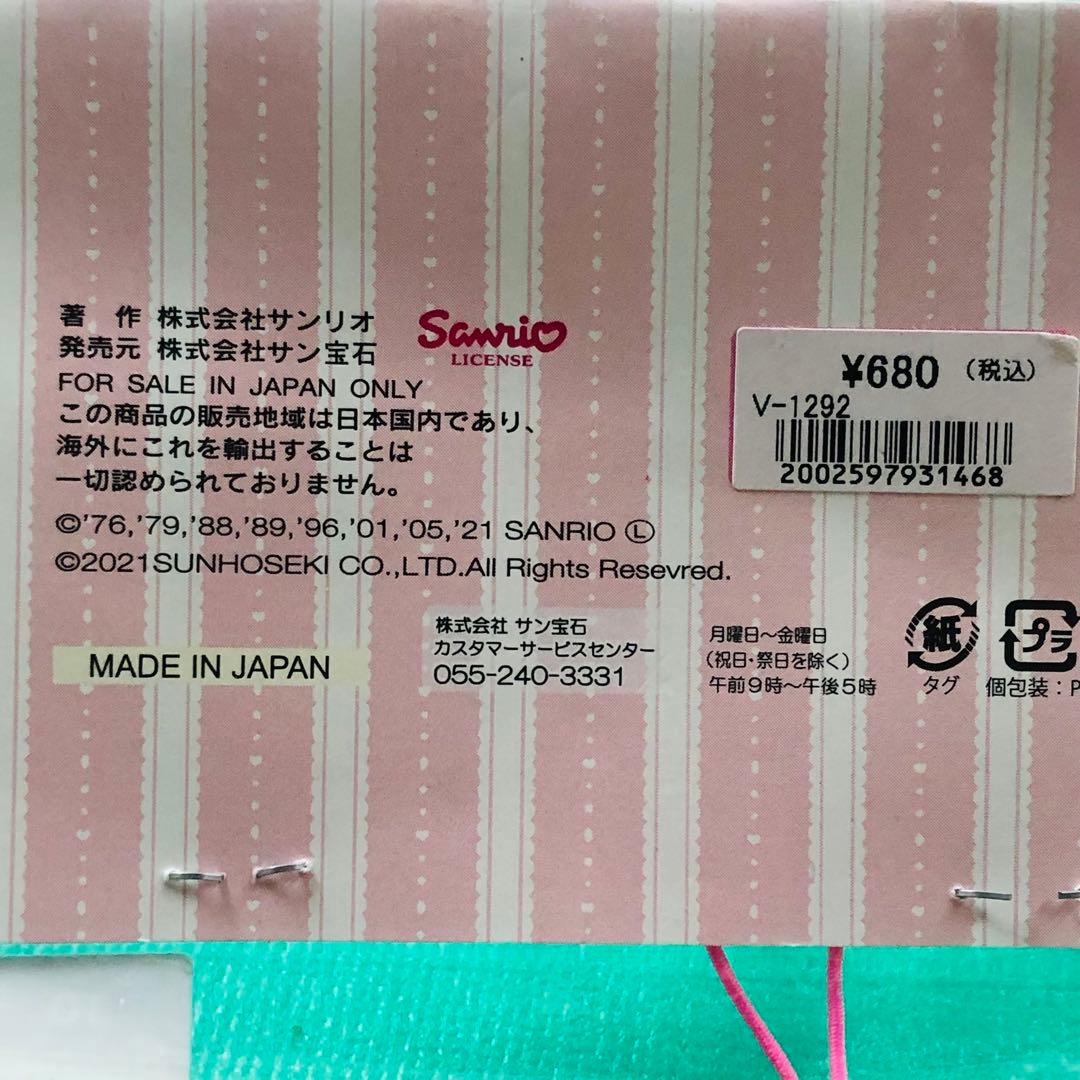 著 作 株式会社サンリオ
発売元 株式会社サン宝石
Sanrio
LICENSE
FOR SALE IN JAPAN ONLY
この商品の販売地域は日本国内であり、
海外にこれを輸出することは
一切認められておりません。
©'76,'79,'88,'89,'96,'01,'05,'21 SANRIO Ⓛ
©2021SUNHOSEKI CO.,LTD.All Rights Resevred.
¥680 (税込)
V-1292
2002597931468
MADE IN JAPAN
株式会社 サン宝石
カスタマーサービスセンター
055-240-3331
月曜日～金曜日
(祝日・祭日を除く)
午前9時～午後5時
紙
タグ
プラ
個包装：P